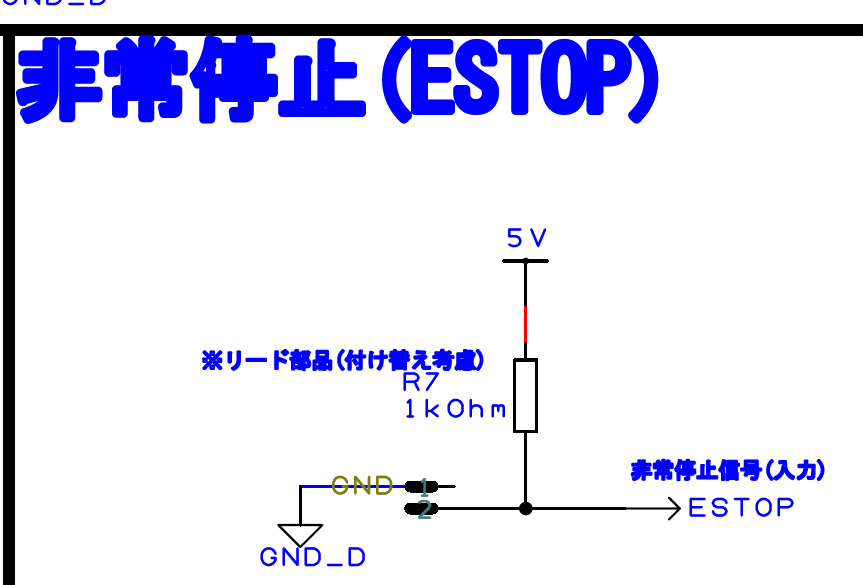 GND_D
非常停止(ESTOP)
5V
※リード部品(付け替え考慮)
R7
1kOhm
非常停止信号(入力)
GND 1
2
ESTOP
GND_D